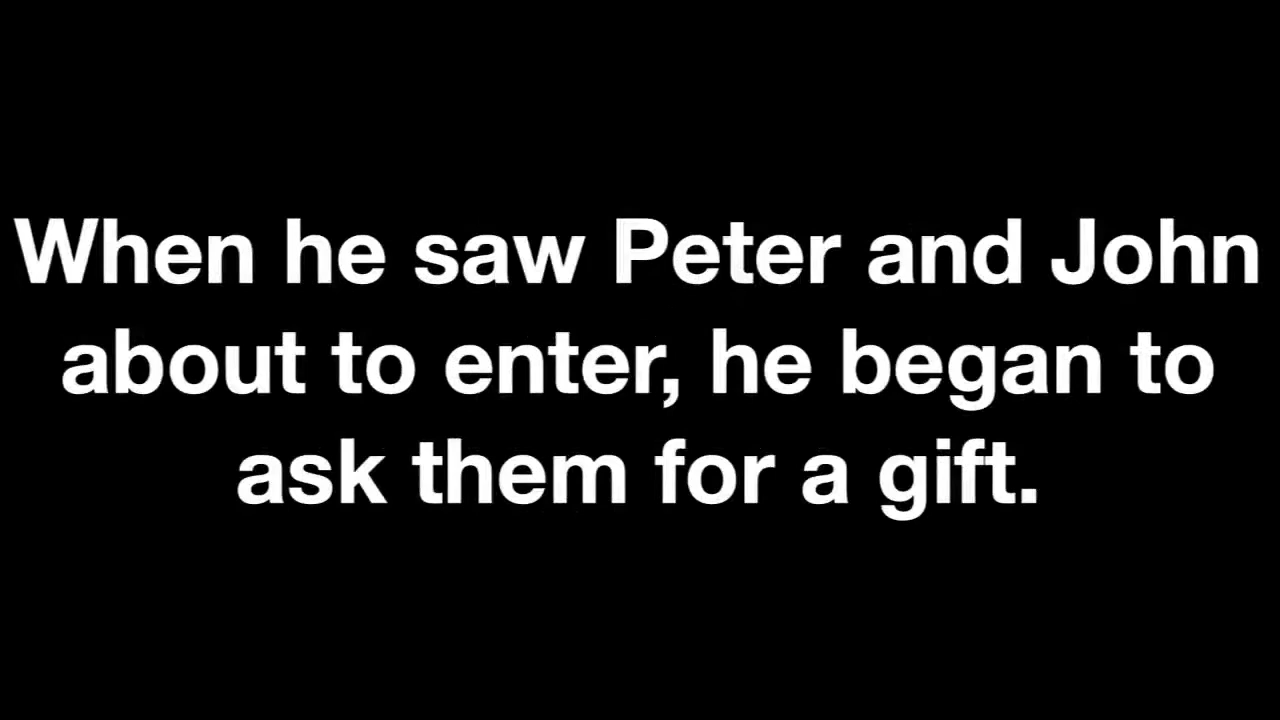 When he saw Peter and John
about to enter, he began to
ask them for a gift.